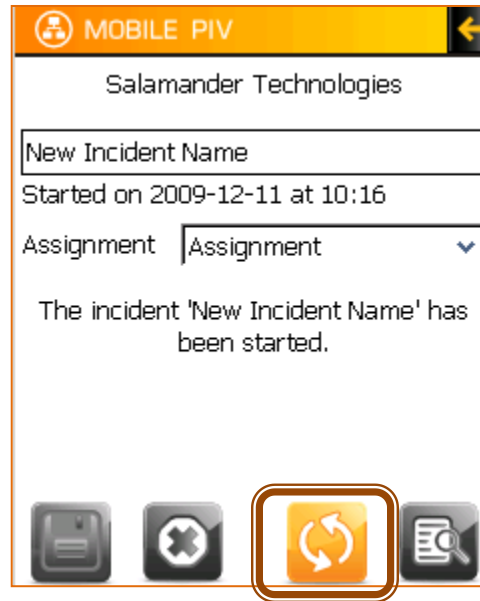 MOBILE PIV
Salamander Technologies
New Incident Name
Started on 2009-12-11 at 10:16
Assignment Assignment
The incident 'New Incident Name' has
been started.